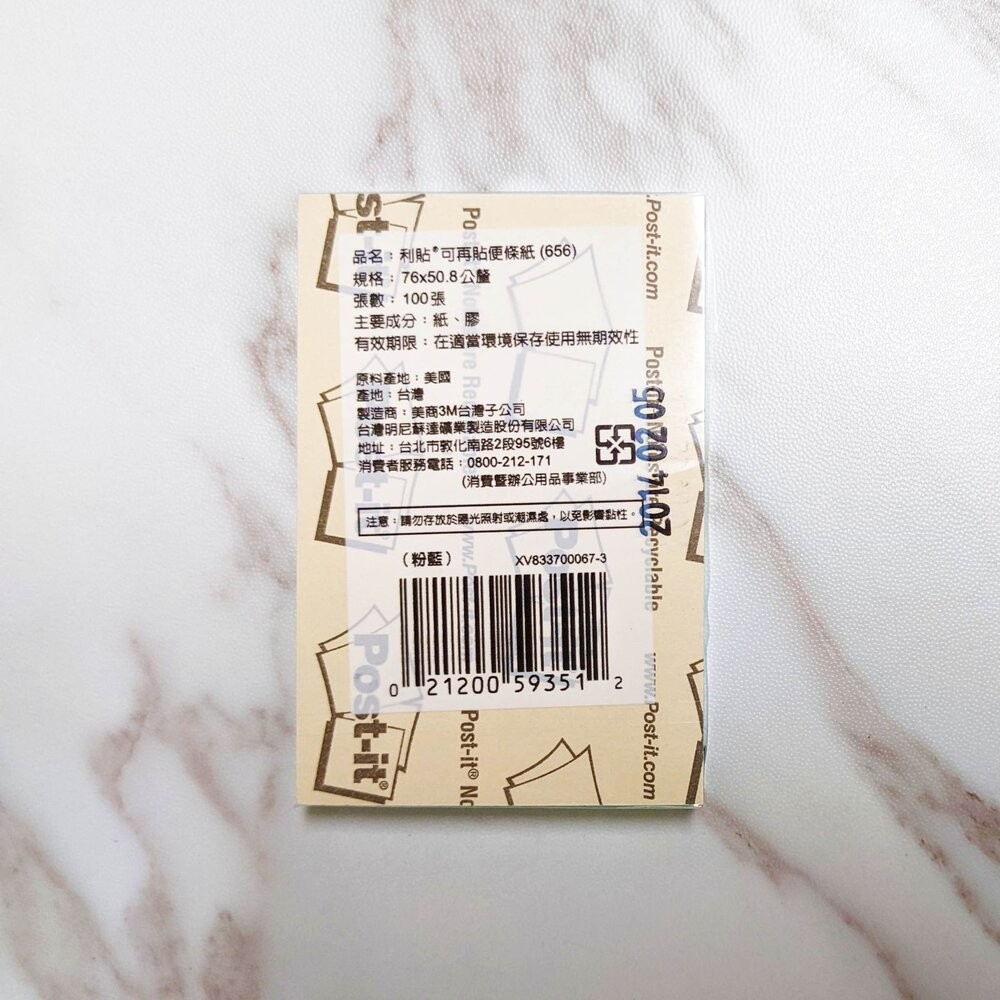 品名：利貼®可再貼便條紙 (656)
規格：76x50.8公釐
張數：100張
主要成分：紙、膠
有效期限：在適當環境保存使用無期效性
原料產地：美國
產地：台灣
製造商：美商3M台灣子公司
台灣明尼蘇達礦業製造股份有限公司
地址：台北市敦化南路2段95號6樓
消費者服務電話：0800-212-171
(消費暨辦公用品事業部)
注意：請勿存放於陽光照射或潮濕處，以免影響黏性。
（粉藍）
XV833700067-3
0 21200 59351 2
2014 02 05
st-it
Post-it®
Post-it® No
.Post-it.com
ecyclable
www.Post-it.com